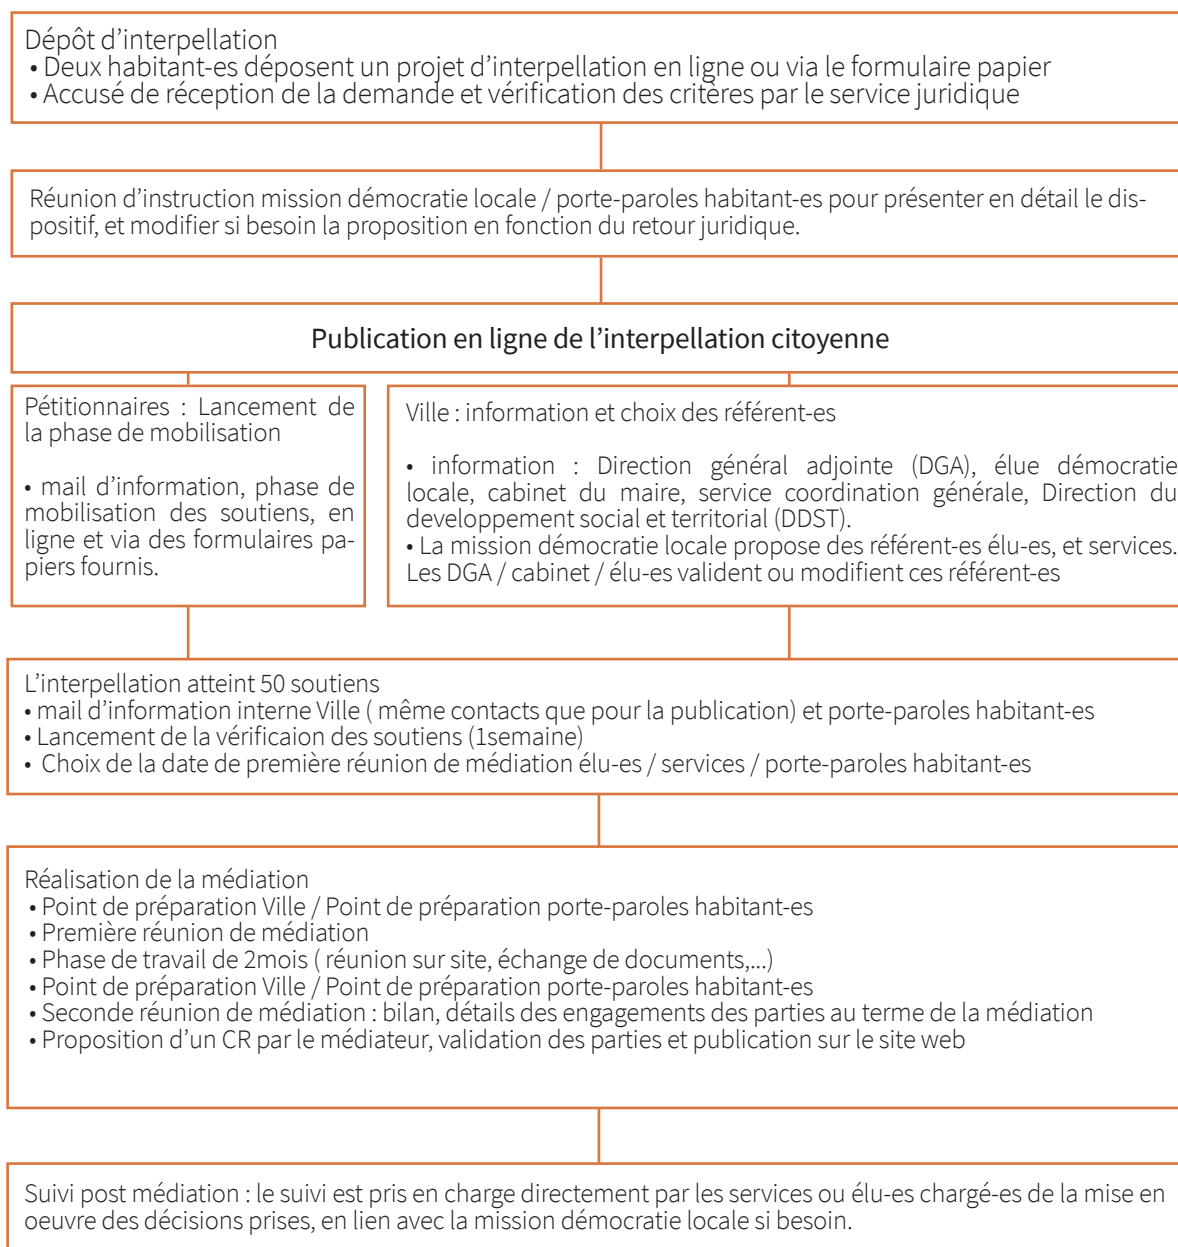 Dépôt d’interpellation
• Deux habitant-es déposent un projet d’interpellation en ligne ou via le formulaire papier
• Accusé de réception de la demande et vérification des critères par le service juridique
Réunion d’instruction mission démocratie locale / porte-paroles habitant-es pour présenter en détail le dis-
positif, et modifier si besoin la proposition en fonction du retour juridique.
Publication en ligne de l’interpellation citoyenne
Pétitionnaires : Lancement de
la phase de mobilisation
• mail d’information, phase de
mobilisation des soutiens, en
ligne et via des formulaires pa-
piers fournis.
Ville : information et choix des référent-es
• information : Direction général adjointe (DGA), élue démocratie
locale, cabinet du maire, service coordination générale, Direction du
developpement social et territorial (DDST).
• La mission démocratie locale propose des référent-es élu-es, et services.
Les DGA / cabinet / élu-es valident ou modifient ces référent-es
L’interpellation atteint 50 soutiens
• mail d’information interne Ville ( même contacts que pour la publication) et porte-paroles habitant-es
• Lancement de la vérificaion des soutiens (1semaine)
• Choix de la date de première réunion de médiation élu-es / services / porte-paroles habitant-es
Réalisation de la médiation
• Point de préparation Ville / Point de préparation porte-paroles habitant-es
• Première réunion de médiation
• Phase de travail de 2mois ( réunion sur site, échange de documents,...)
• Point de préparation Ville / Point de préparation porte-paroles habitant-es
• Seconde réunion de médiation : bilan, détails des engagements des parties au terme de la médiation
• Proposition d’un CR par le médiateur, validation des parties et publication sur le site web
Suivi post médiation : le suivi est pris en charge directement par les services ou élu-es chargé-es de la mise en
oeuvre des décisions prises, en lien avec la mission démocratie locale si besoin.